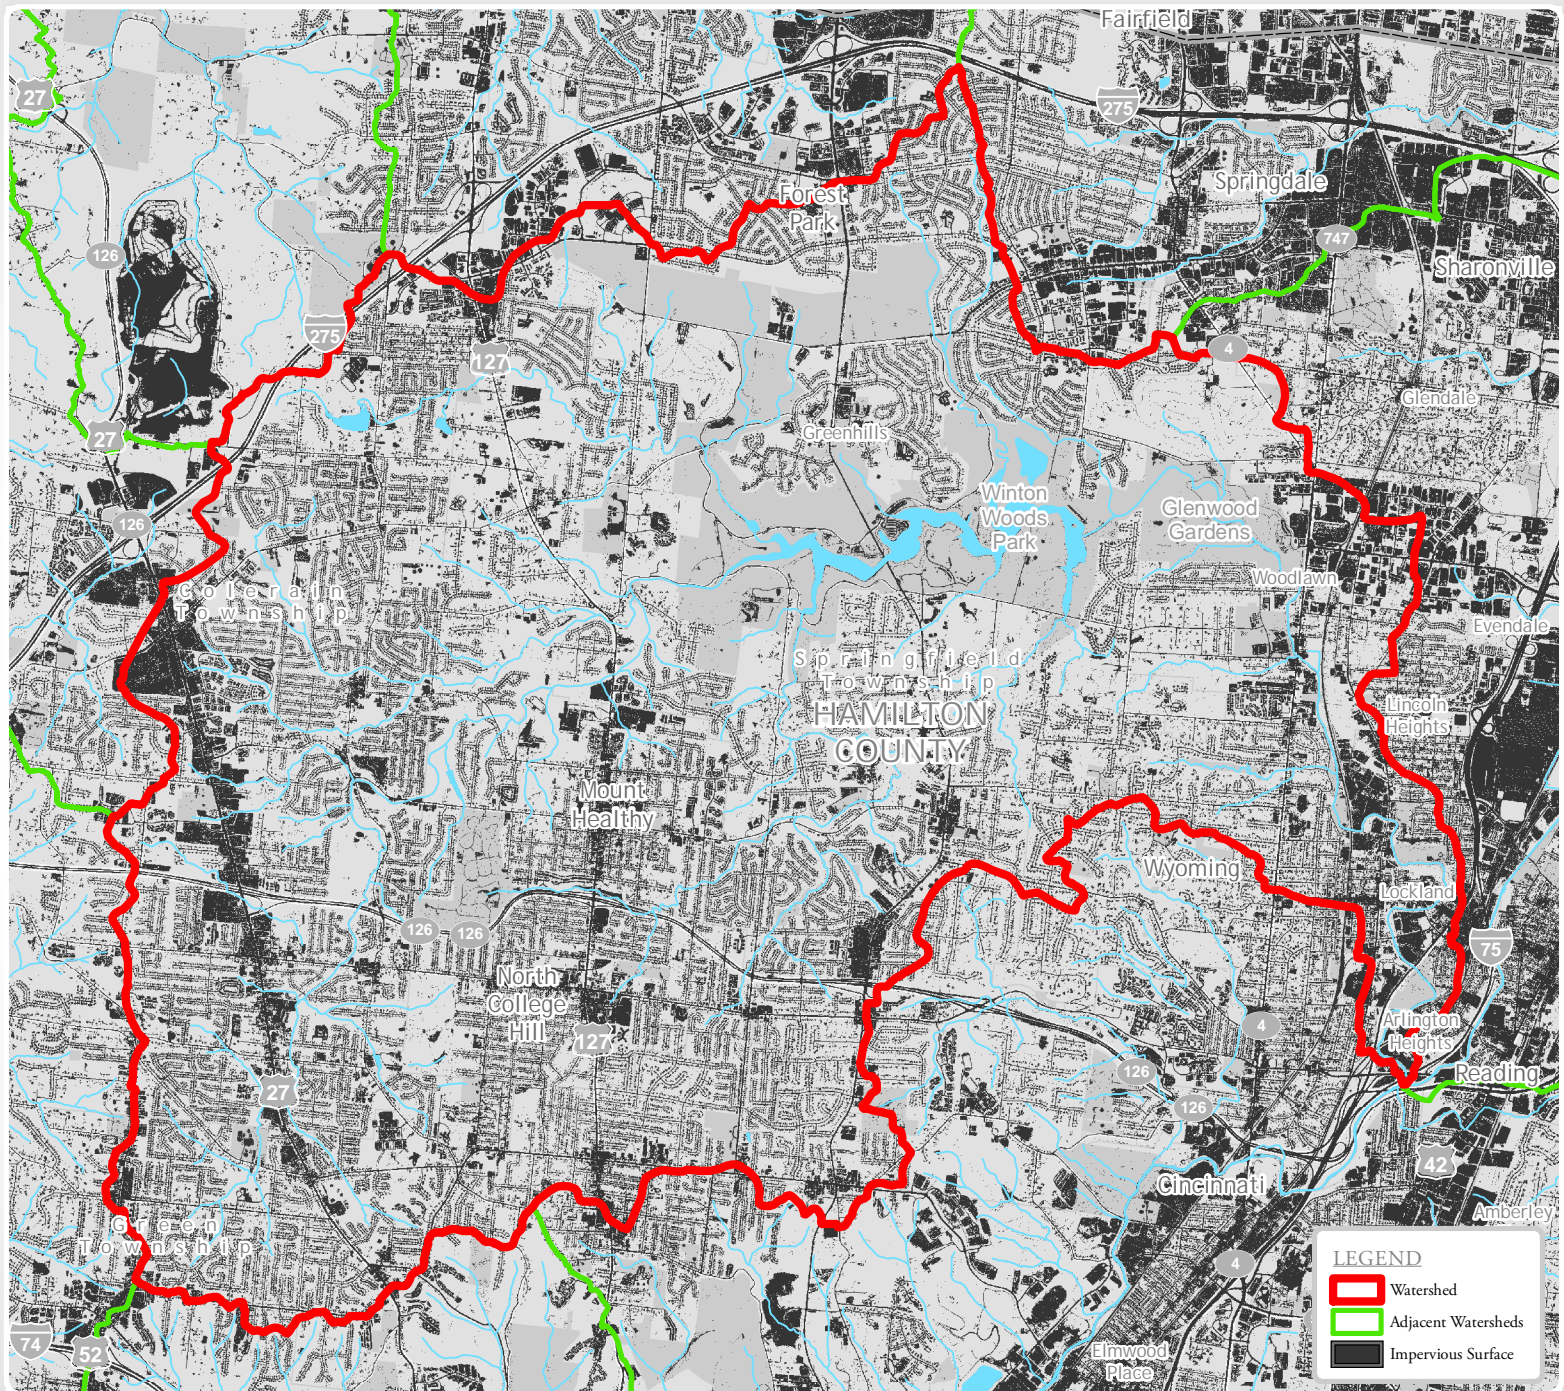 Fairfield
27
275
Springdale
Forest
Park
747
126
Sharonville
275
127
4
Glendale
27
Greenhills
Winton
Woods
Park
Glenwood
Gardens
126
Woodlawn
Colerain
Township
Evendale
Springfield
Township
HAMILTON
COUNTY
Lincoln
Heights
Mount
Healthy
Wyoming
Lockland
126
126
75
North
College
Hill
4
Arlington
Heights
127
126
Reading
27
126
42
Cincinnati
Green
Township
Amberley
4
74
52
Elmwood
Place
LEGEND
Watershed
Adjacent Watersheds
Impervious Surface